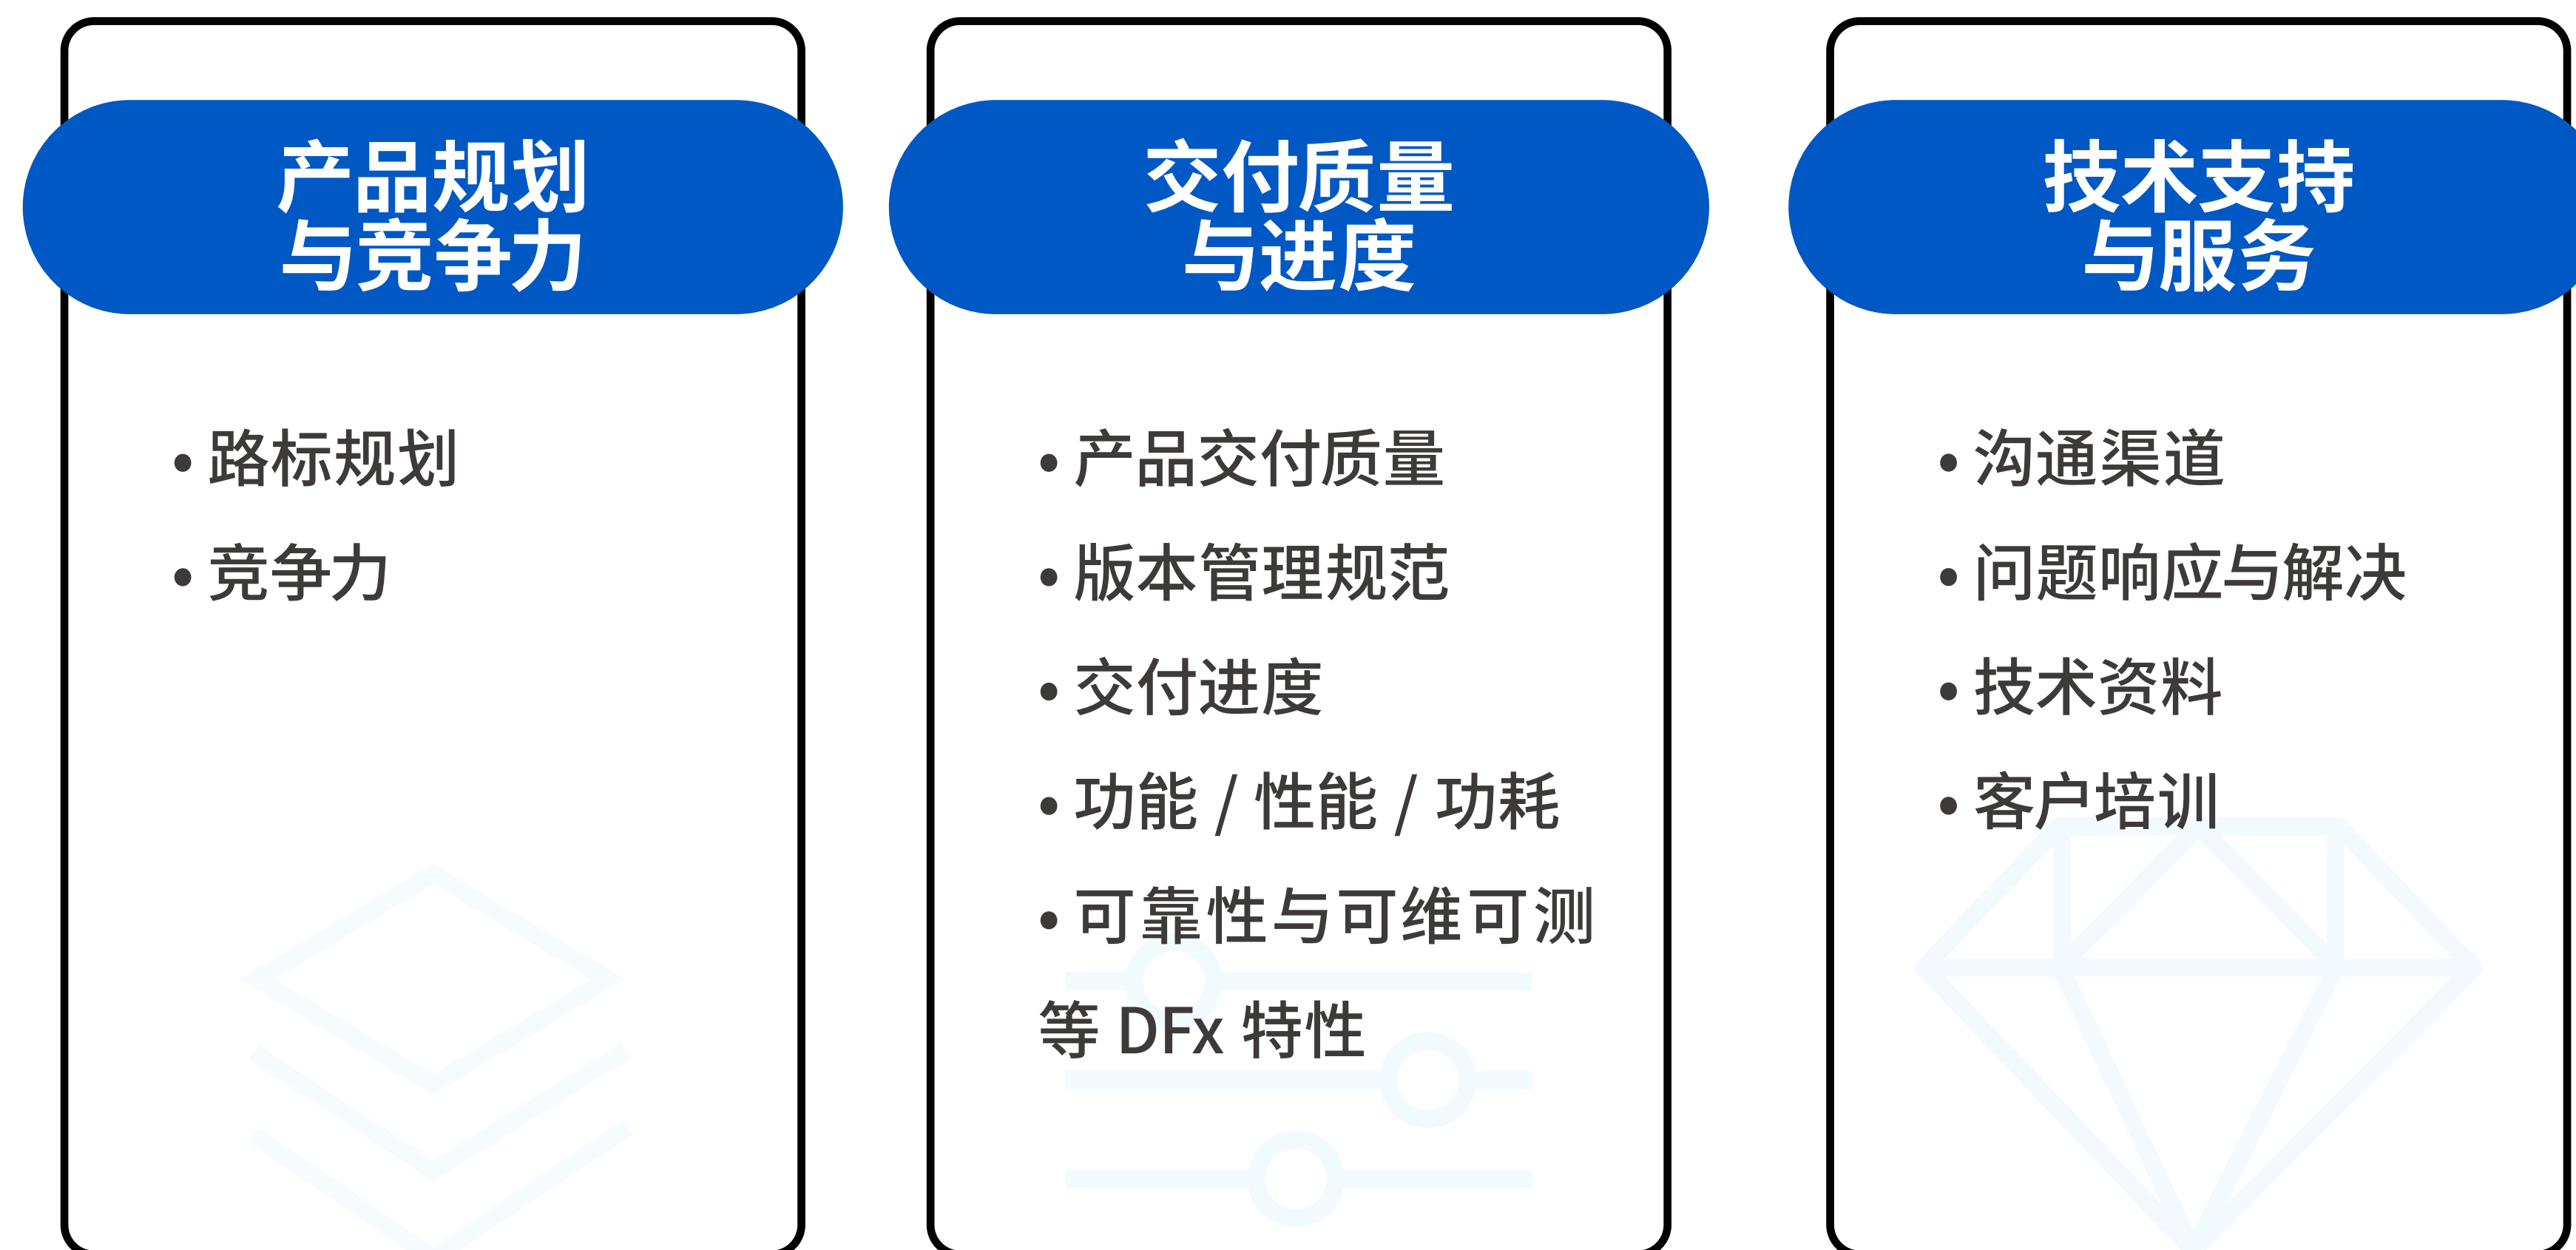 产品规划
与竞争力
• 路标规划
• 竞争力
交付质量
与进度
• 产品交付质量
• 版本管理规范
• 交付进度
• 功能 / 性能 / 功耗
• 可靠性与可维可测
等 DFx 特性
技术支持
与服务
• 沟通渠道
• 问题响应与解决
• 技术资料
• 客户培训